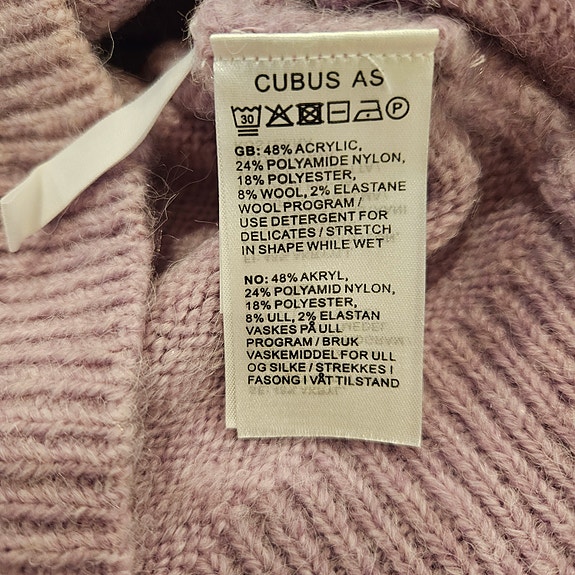 CUBUS AS
30 P
GB: 48% ACRYLIC,
24% POLYAMIDE NYLON,
18% POLYESTER,
8% WOOL, 2% ELASTANE
WOOL PROGRAM /
USE DETERGENT FOR
DELICATES / STRETCH
IN SHAPE WHILE WET
NO: 48% AKRYL,
24% POLYAMID NYLON,
18% POLYESTER,
8% ULL, 2% ELASTAN
VASKES PÅ ULL
PROGRAM / BRUK
VASKEMIDDEL FOR ULL
OG SILKE / STREKKES I
FASONG I VÅT TILSTAND